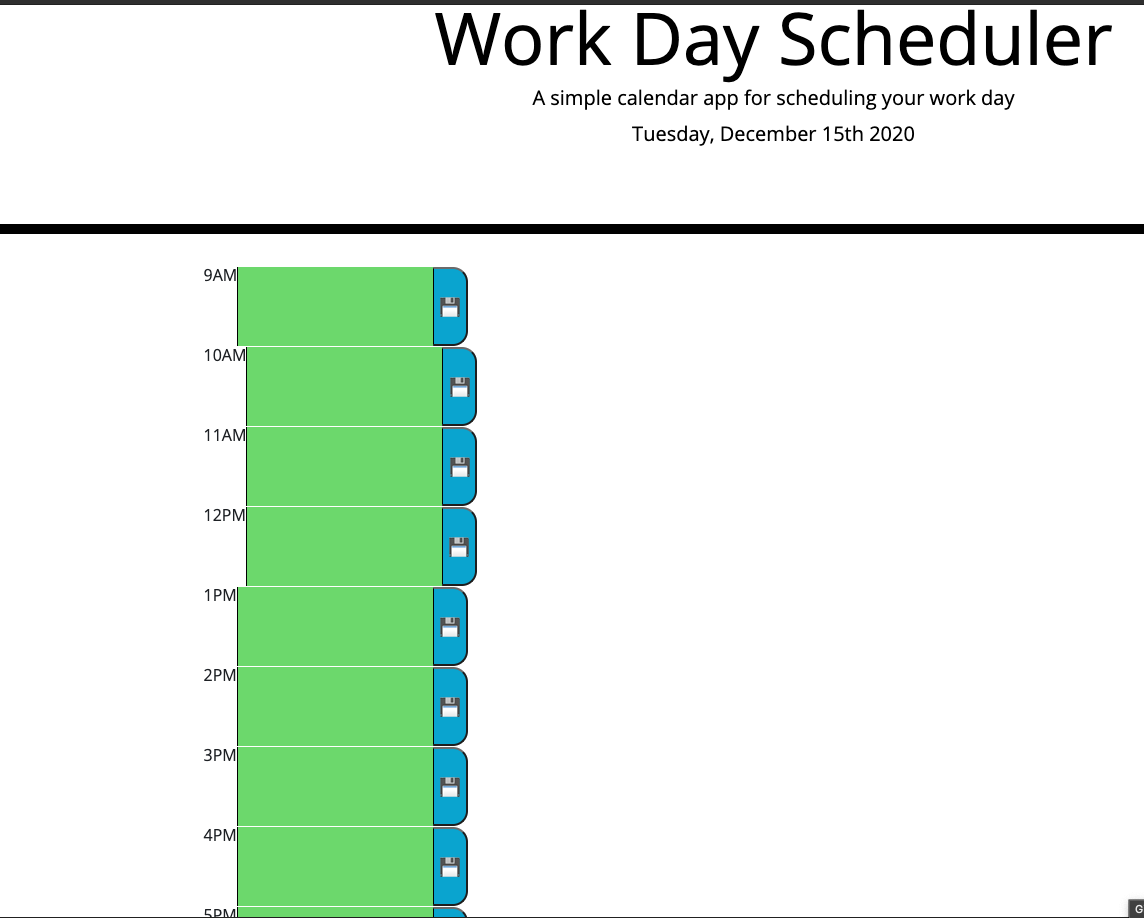 Work Day Scheduler
A simple calendar app for scheduling your work day
Tuesday, December 15th 2020
9AM
10AM
11AM
12PM
1PM
2PM
3PM
4PM
5PM
G